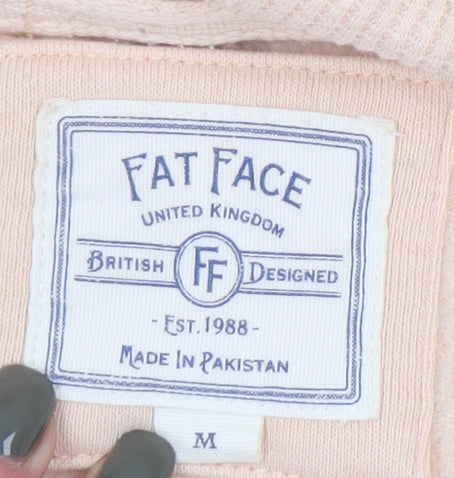 FAT FACE
UNITED KINGDOM
BRITISH FF DESIGNED
- EST. 1988 -
MADE IN PAKISTAN
M